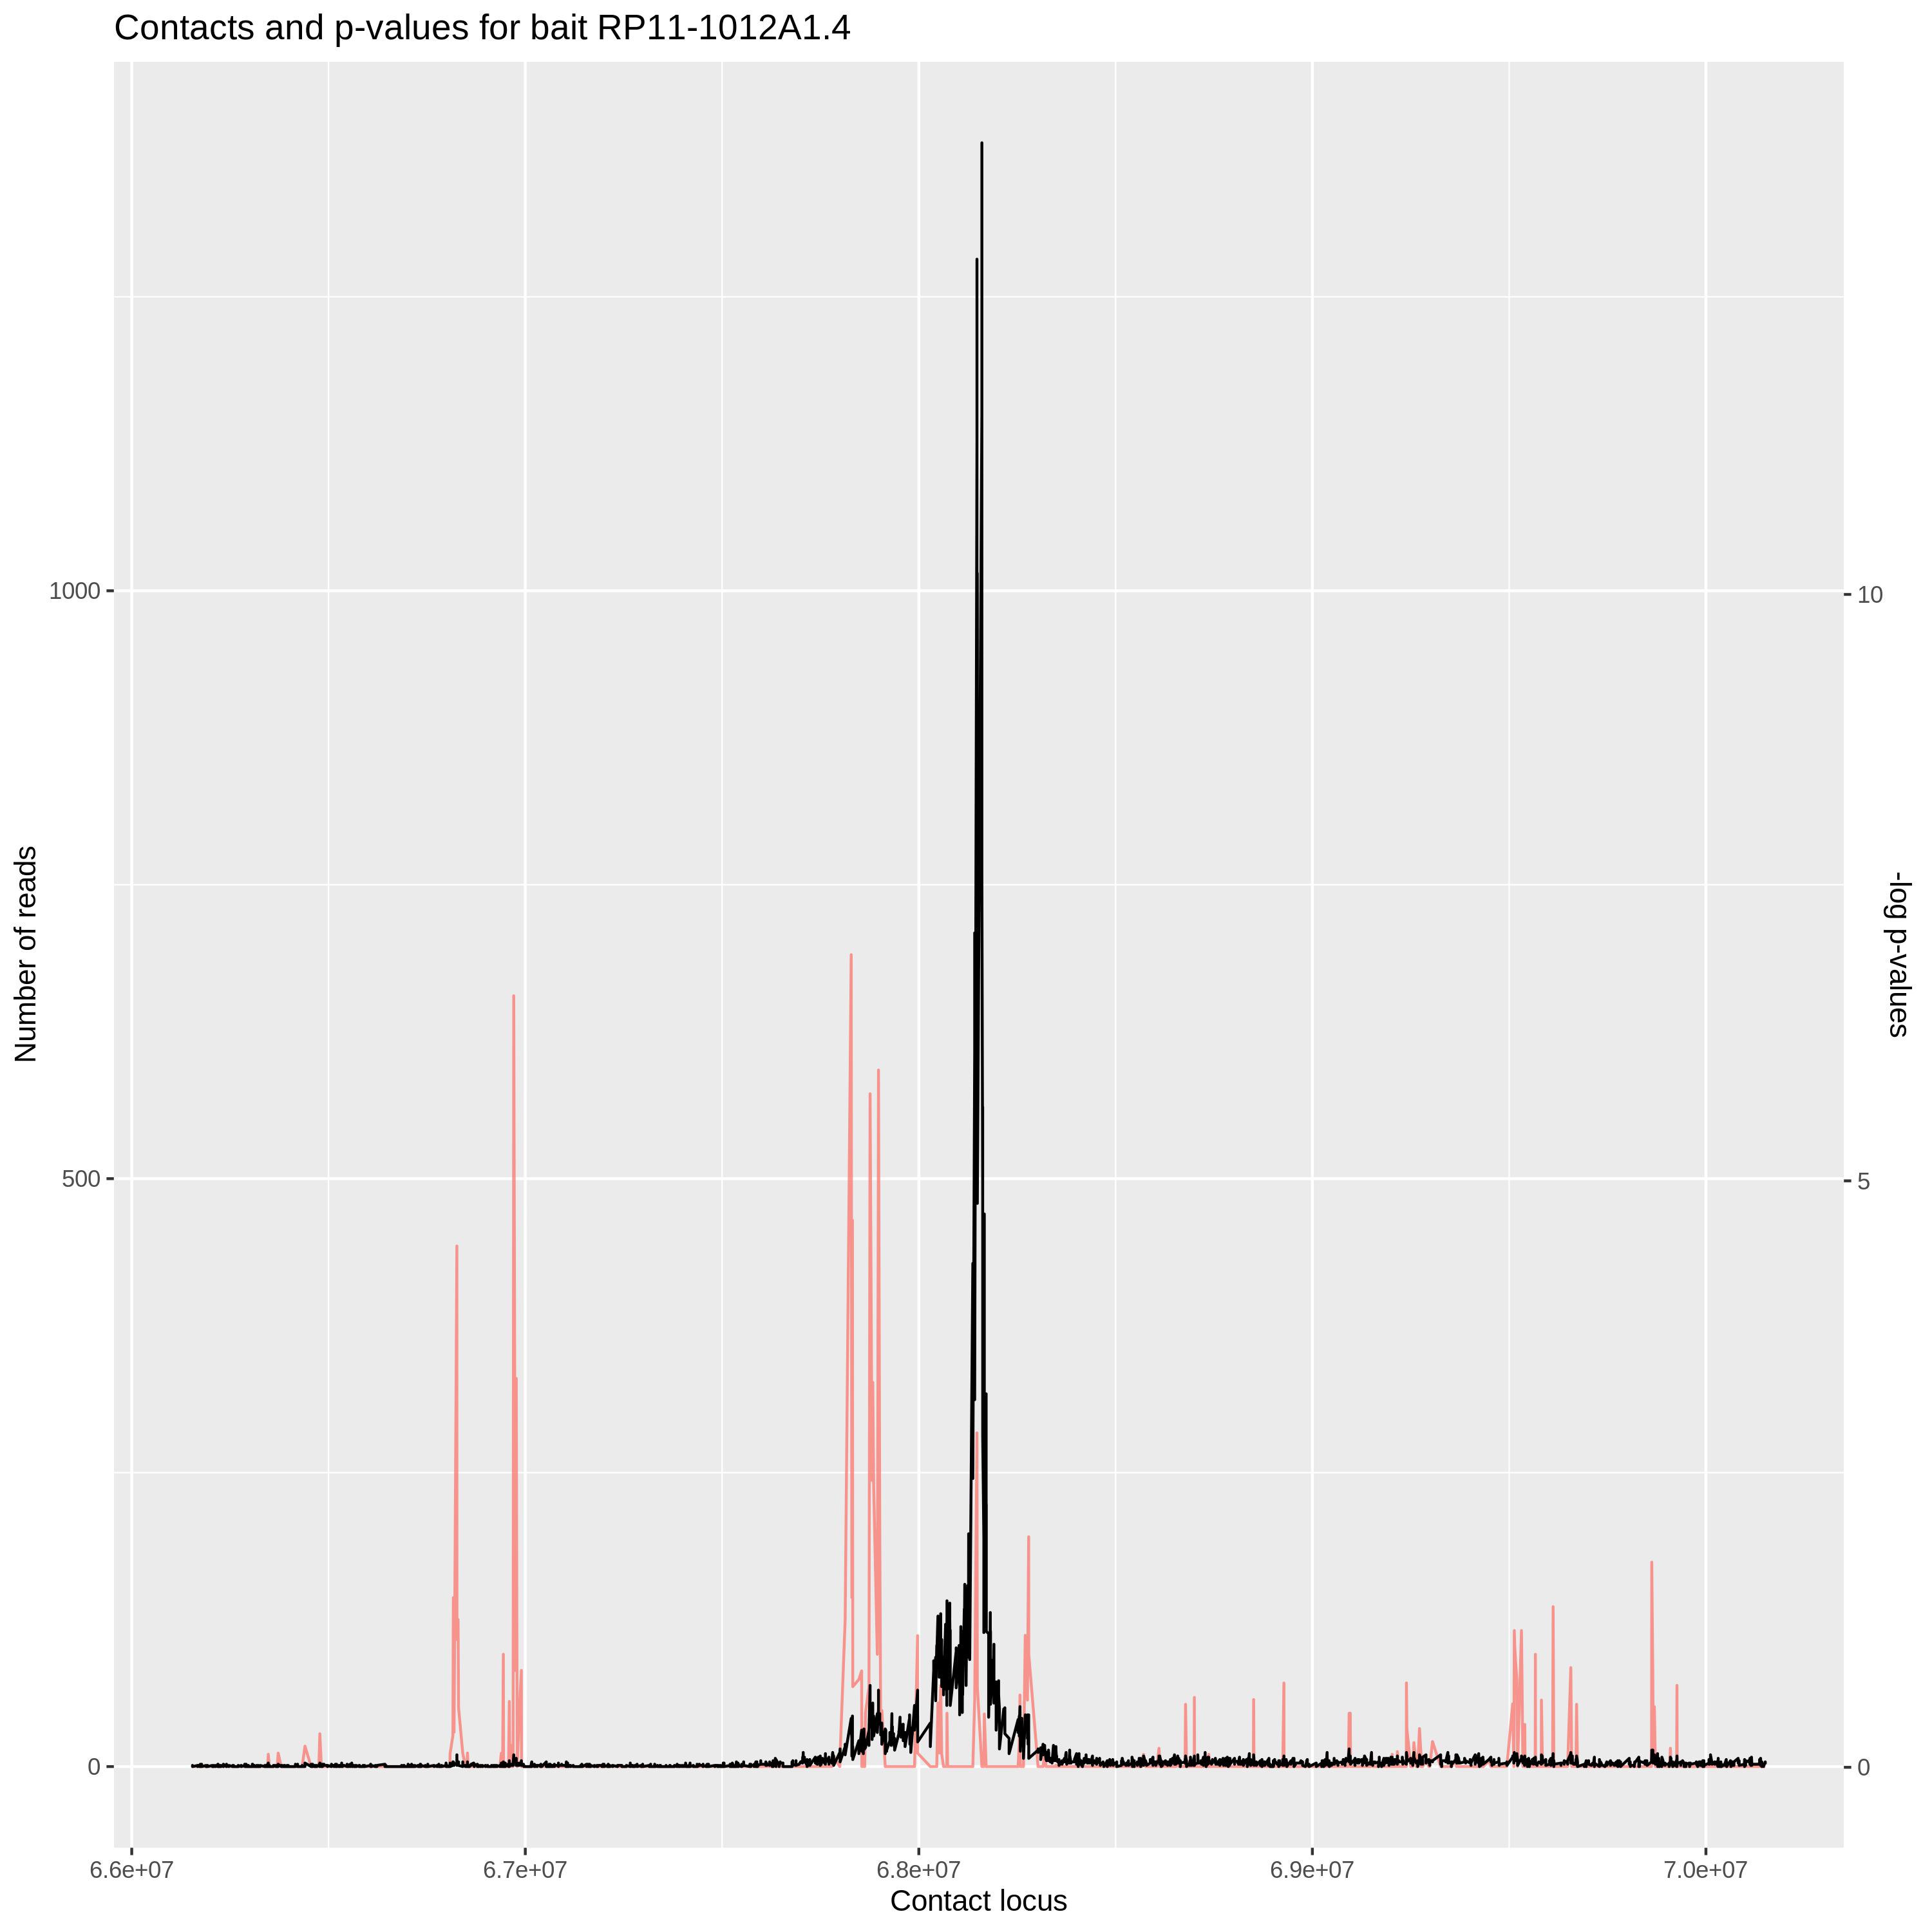 Contacts and p-values for bait RP11-1012A1.4
Number of reads
1000
500
0
10
5
0
-log p-values
6.6e+07
6.7e+07
6.8e+07
6.9e+07
7.0e+07
Contact locus